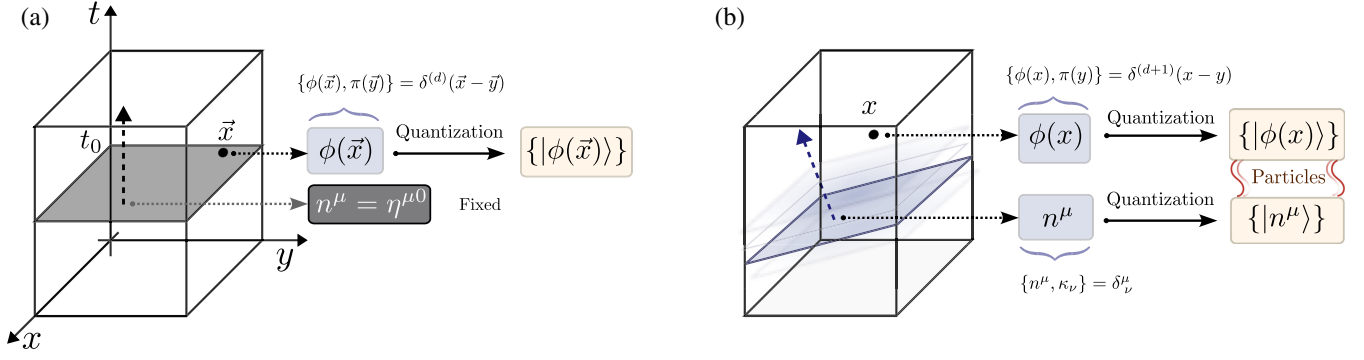 (a)
t
{ϕ(x⃗), π(y⃗)} = δ^(d)(x⃗ − y⃗)
t₀
x⃗
ϕ(x⃗)
Quantization
{|ϕ(x⃗)⟩}
n^μ = η^μ0
Fixed
y
x
(b)
{ϕ(x), π(y)} = δ^(d+1)(x − y)
x
ϕ(x)
Quantization
{|ϕ(x)⟩}
Particles
n^μ
Quantization
{|n^μ⟩}
{n^μ, κ_ν} = δ^μ_ν